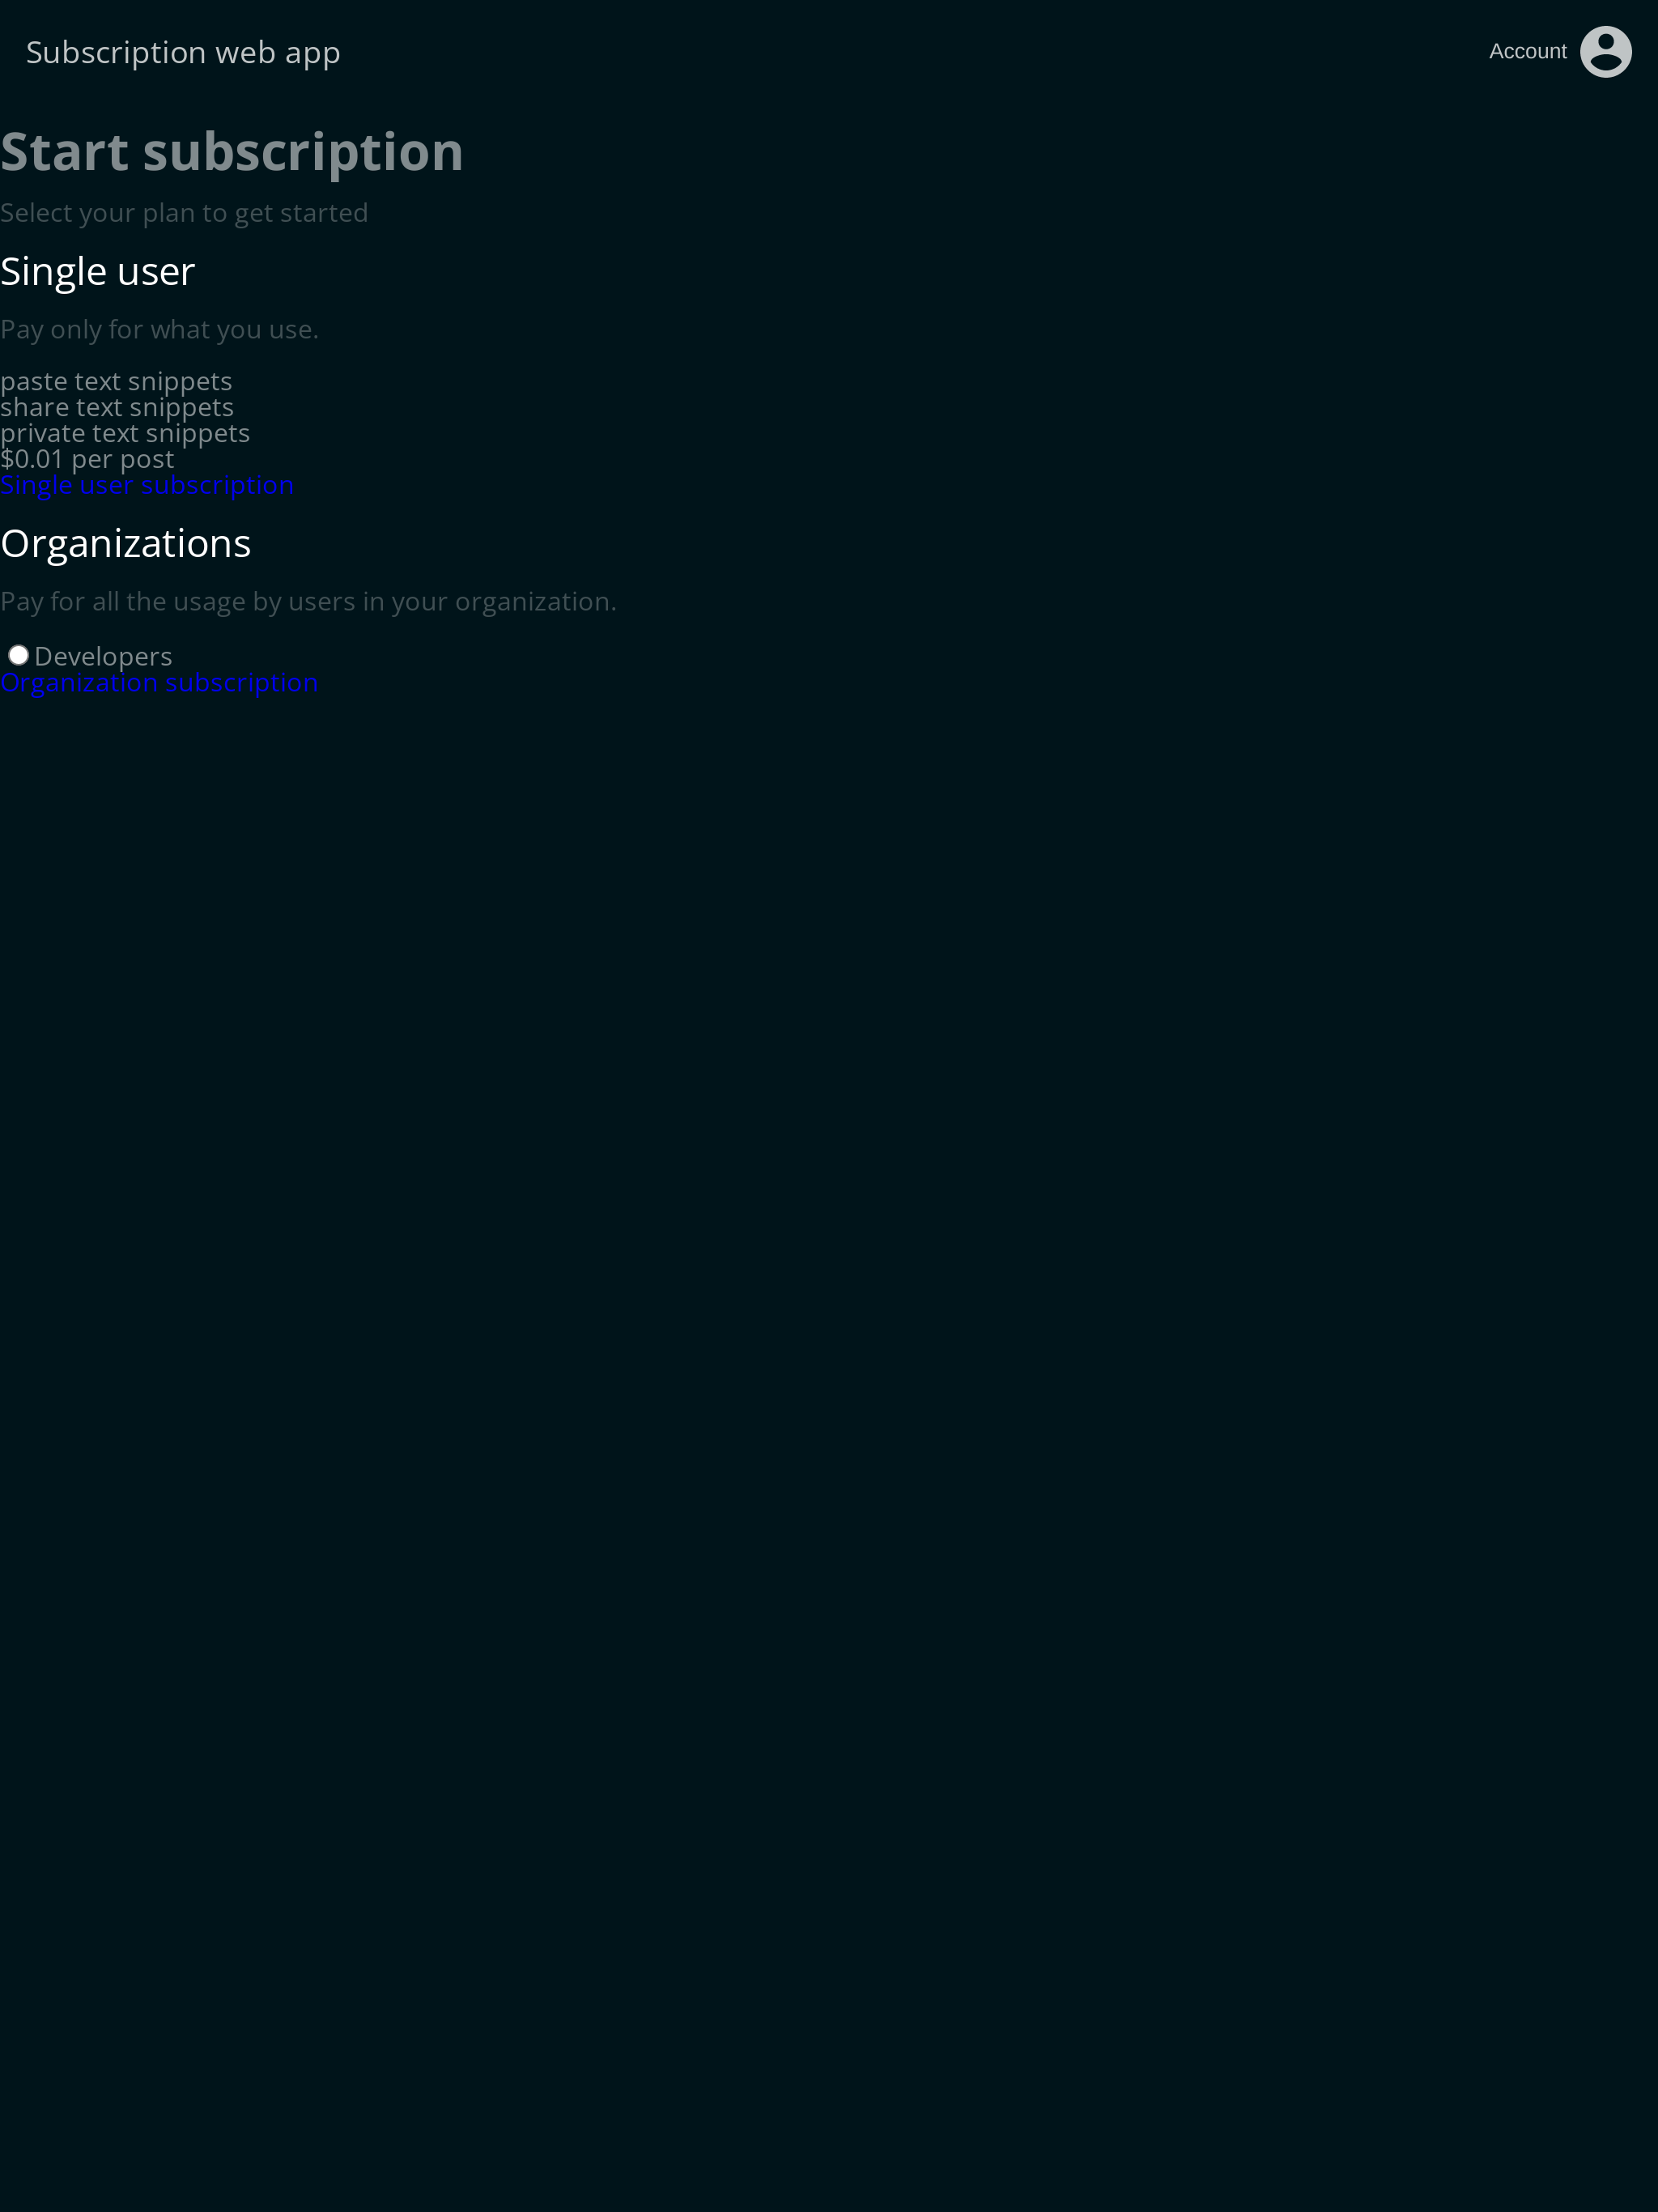 Subscription web app
Account
Start subscription
Select your plan to get started
Single user
Pay only for what you use.
paste text snippets
share text snippets
private text snippets
$0.01 per post
Single user subscription
Organizations
Pay for all the usage by users in your organization.
Developers
Organization subscription